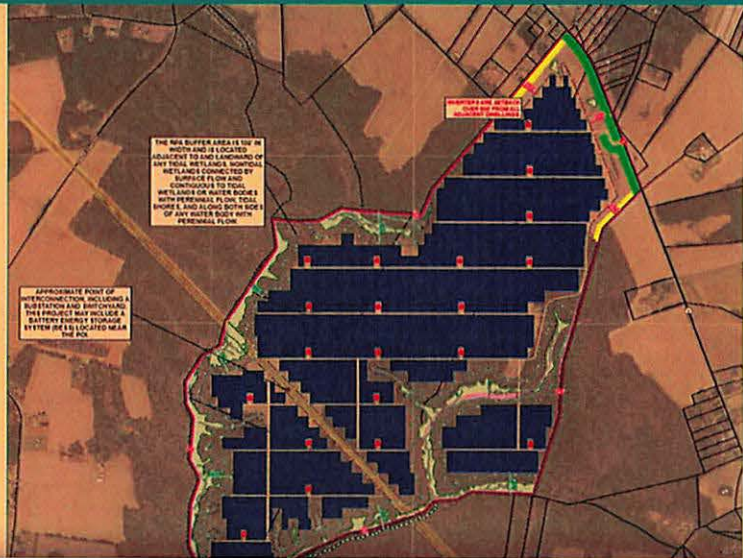 INVERTERS ARE SETBACK
OVER 500' FROM ALL
ADJACENT DWELLINGS
THE RPA BUFFER AREA IS 100' IN
WIDTH AND IS LOCATED
ADJACENT TO AND LANDWARD OF
ANY TIDAL WETLANDS, NONTIDAL
WETLANDS CONNECTED BY
SURFACE FLOW AND
CONTIGUOUS TO TIDAL
WETLANDS OR WATER BODIES
WITH PERENNIAL FLOW, TIDAL
SHORES, AND ALONG BOTH SIDES
OF ANY WATER BODY WITH
PERENNIAL FLOW.
APPROXIMATE POINT OF
INTERCONNECTION, INCLUDING A
SUBSTATION AND SWITCHYARD.
THIS PROJECT MAY INCLUDE A
BATTERY ENERGY STORAGE
SYSTEM (BESS) LOCATED NEAR
THE POI.